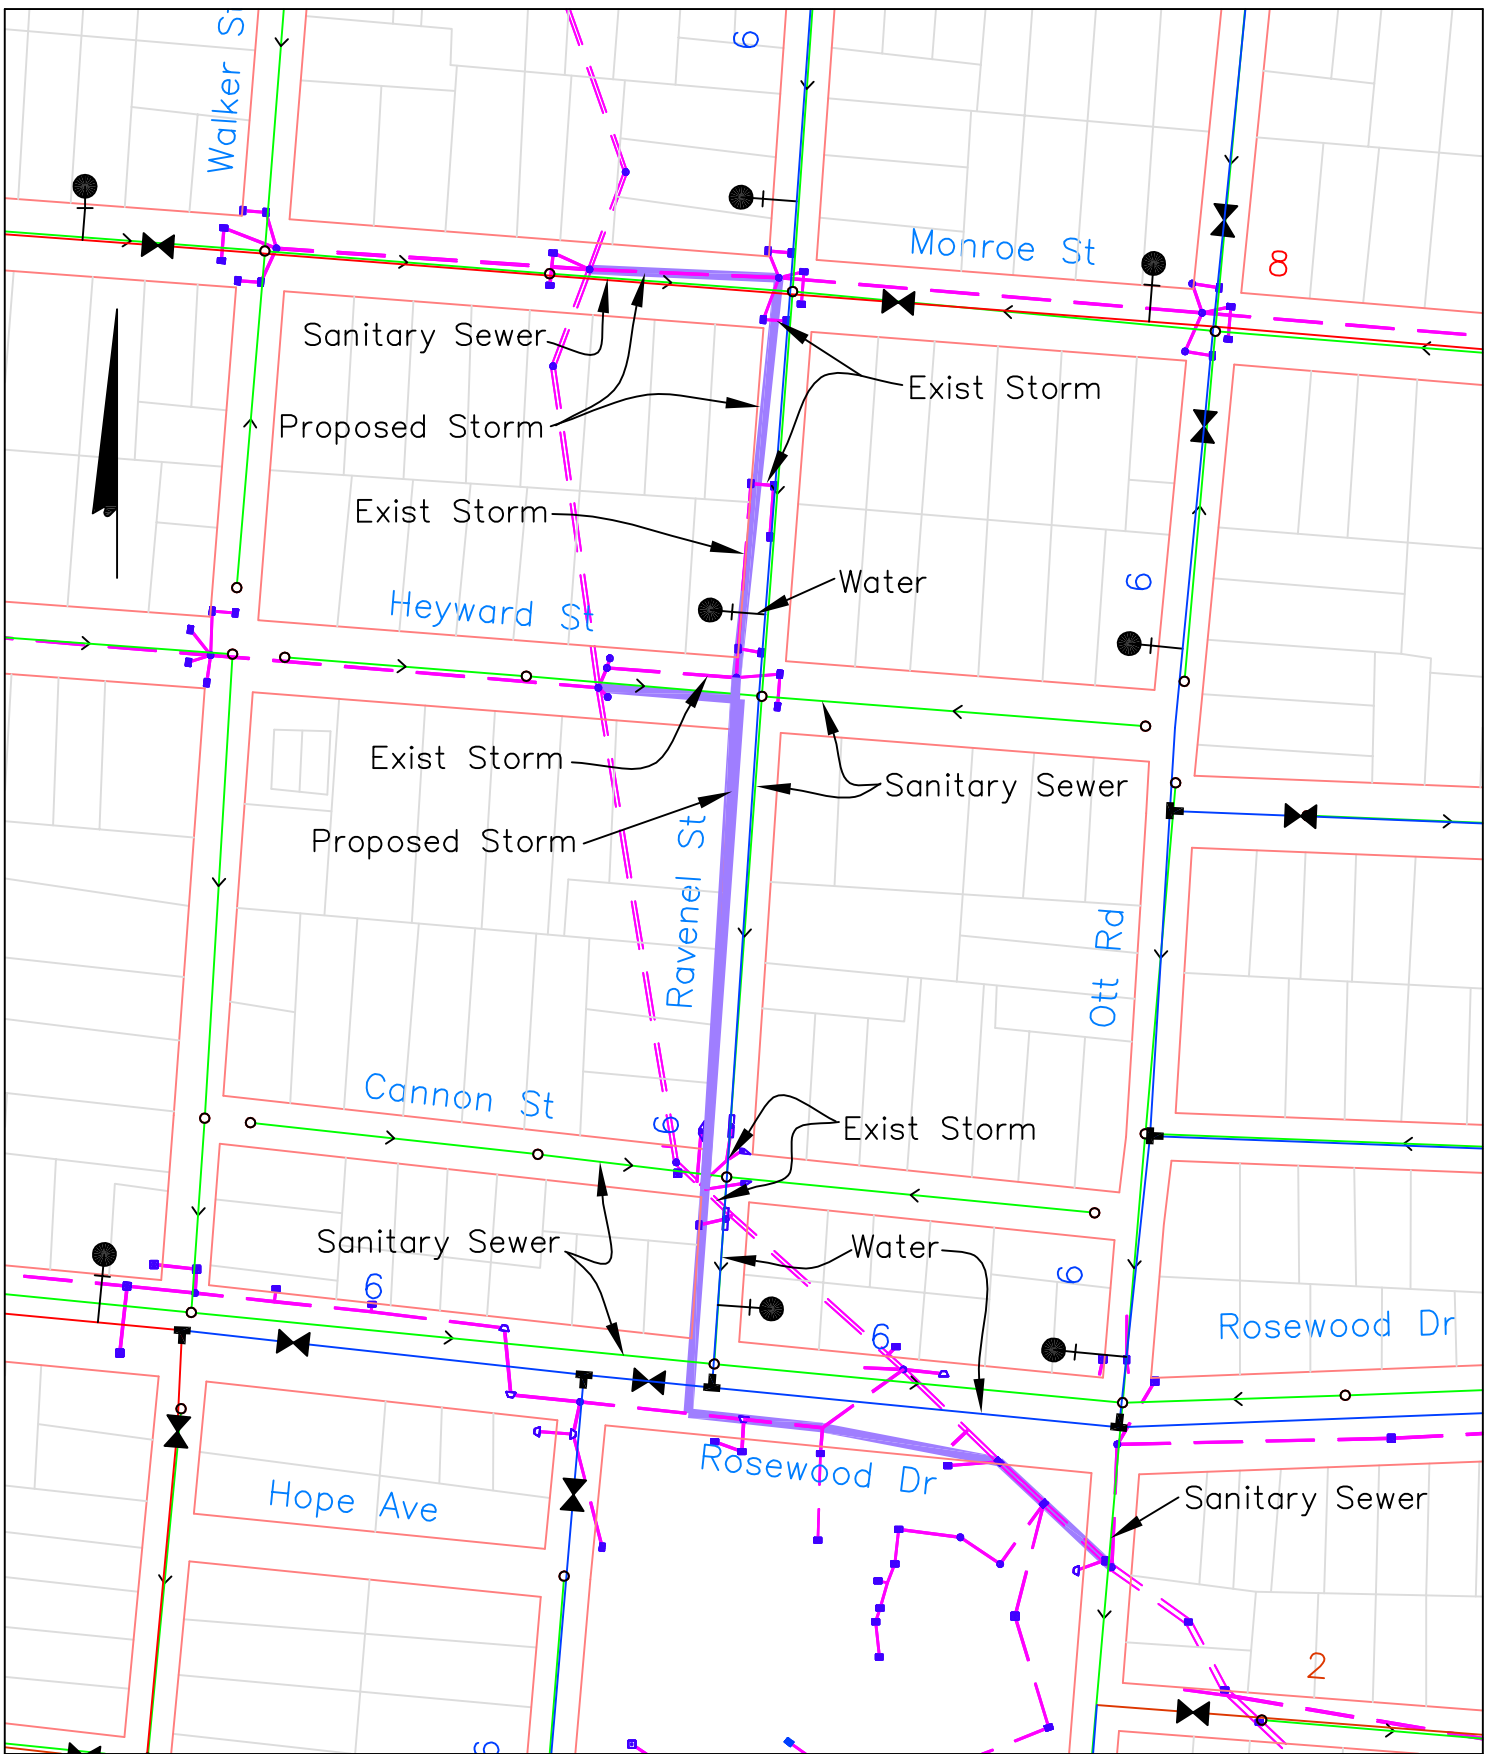 Walker St
6
Monroe St
8
Sanitary Sewer
Exist Storm
Proposed Storm
Exist Storm
Water
6
Heyward St
Exist Storm
Sanitary Sewer
Proposed Storm
Ravenel St
Ott Rd
Cannon St
6
Exist Storm
Sanitary Sewer
Water
6
6
6
Rosewood Dr
Rosewood Dr
Hope Ave
Sanitary Sewer
2
6